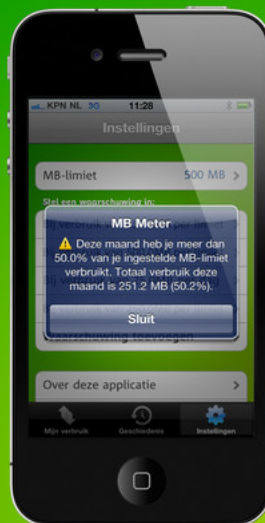 KPN NL 3G 11:28
Instellingen
MB-limiet 500 MB
Stel een waarschuwing in:
MB Meter
Deze maand heb je meer dan
50.0% van je ingestelde MB-limiet
verbruikt. Totaal verbruik deze
maand is 251.2 MB (50.2%).
Sluit
Waarschuwing toevoegen
Over deze applicatie
Mijn verbruik Geschiedenis Instellingen